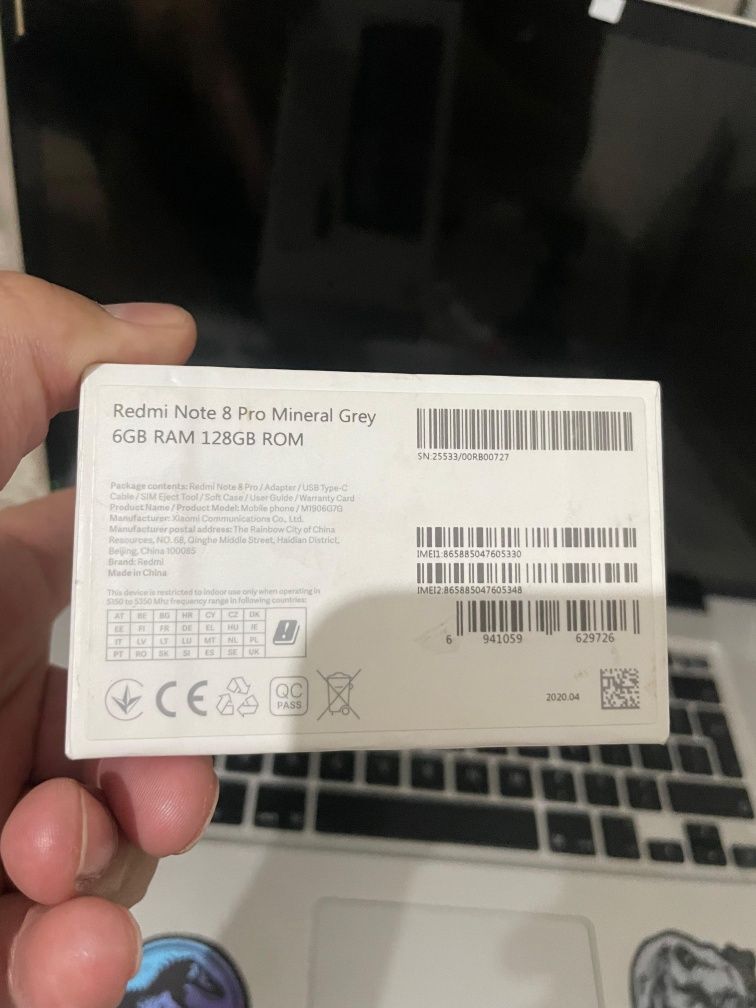 Redmi Note 8 Pro Mineral Grey
6GB RAM 128GB ROM
Package contents: Redmi Note 8 Pro / Adapter / USB Type-C
Cable / SIM Eject Tool / Soft Case / User Guide / Warranty Card
Product Name / Product Model: Mobile phone / M1906G7G
Manufacturer: Xiaomi Communications Co., Ltd.
Manufacturer postal address: The Rainbow City of China
Resources, NO. 68, Qinghe Middle Street, Haidian District,
Beijing, China 100085
Brand: Redmi
Made in China
This device is restricted to indoor use only when operating in
5150 to 5350 Mhz frequency range in following countries:
AT BE BG HR CY CZ DK
EE FI FR DE EL HU IE
IT LV LT LU MT NL PL
PT RO SK SI ES SE UK
CE
QC
PASS
SN:25533/00RB00727
IMEI1:865885047605330
IMEI2:865885047605348
6 941059 629726
2020.04